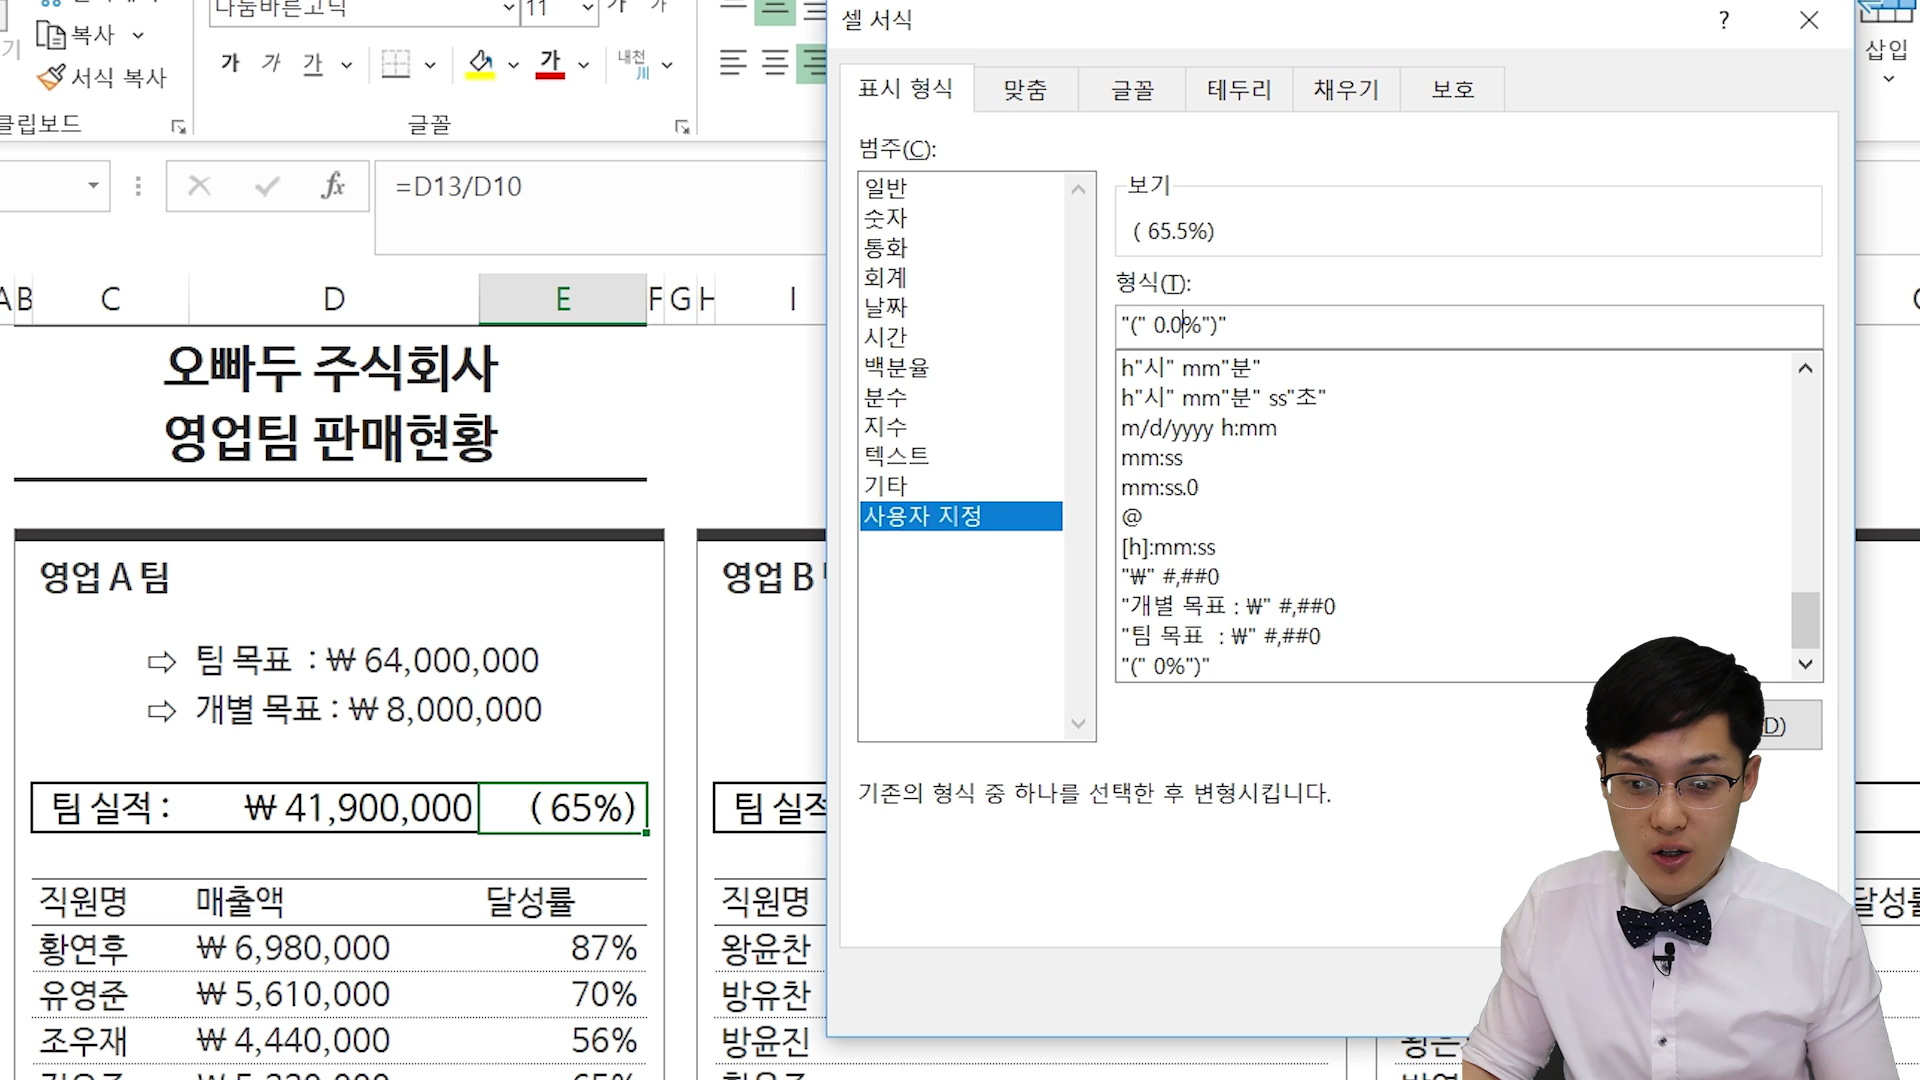 나눔바른고딕
11
가
가
복사
서식 복사
가 가 가
가
내천
클립보드
글꼴
=D13/D10
A B C D E F G H I
오빠두 주식회사
영업팀 판매현황
영업 A 팀
⇨ 팀 목표 : ₩ 64,000,000
⇨ 개별 목표 : ₩ 8,000,000
팀 실적 : ₩ 41,900,000 ( 65%)
직원명 매출액 달성률
황연후 ₩ 6,980,000 87%
유영준 ₩ 5,610,000 70%
조우재 ₩ 4,440,000 56%
영업 B
팀 실적
직원명
왕윤찬
방유찬
방윤진
셀 서식
?
표시 형식 맞춤 글꼴 테두리 채우기 보호
범주(C):
일반
숫자
통화
회계
날짜
시간
백분율
분수
지수
텍스트
기타
사용자 지정
보기
( 65.5%)
형식(T):
"(" 0.0%")"
h"시" mm"분"
h"시" mm"분" ss"초"
m/d/yyyy h:mm
mm:ss
mm:ss.0
@
[h]:mm:ss
"₩" #,##0
"개별 목표 : ₩" #,##0
"팀 목표  : ₩" #,##0
"(" 0%")"
D)
기존의 형식 중 하나를 선택한 후 변형시킵니다.
삽입
달성률